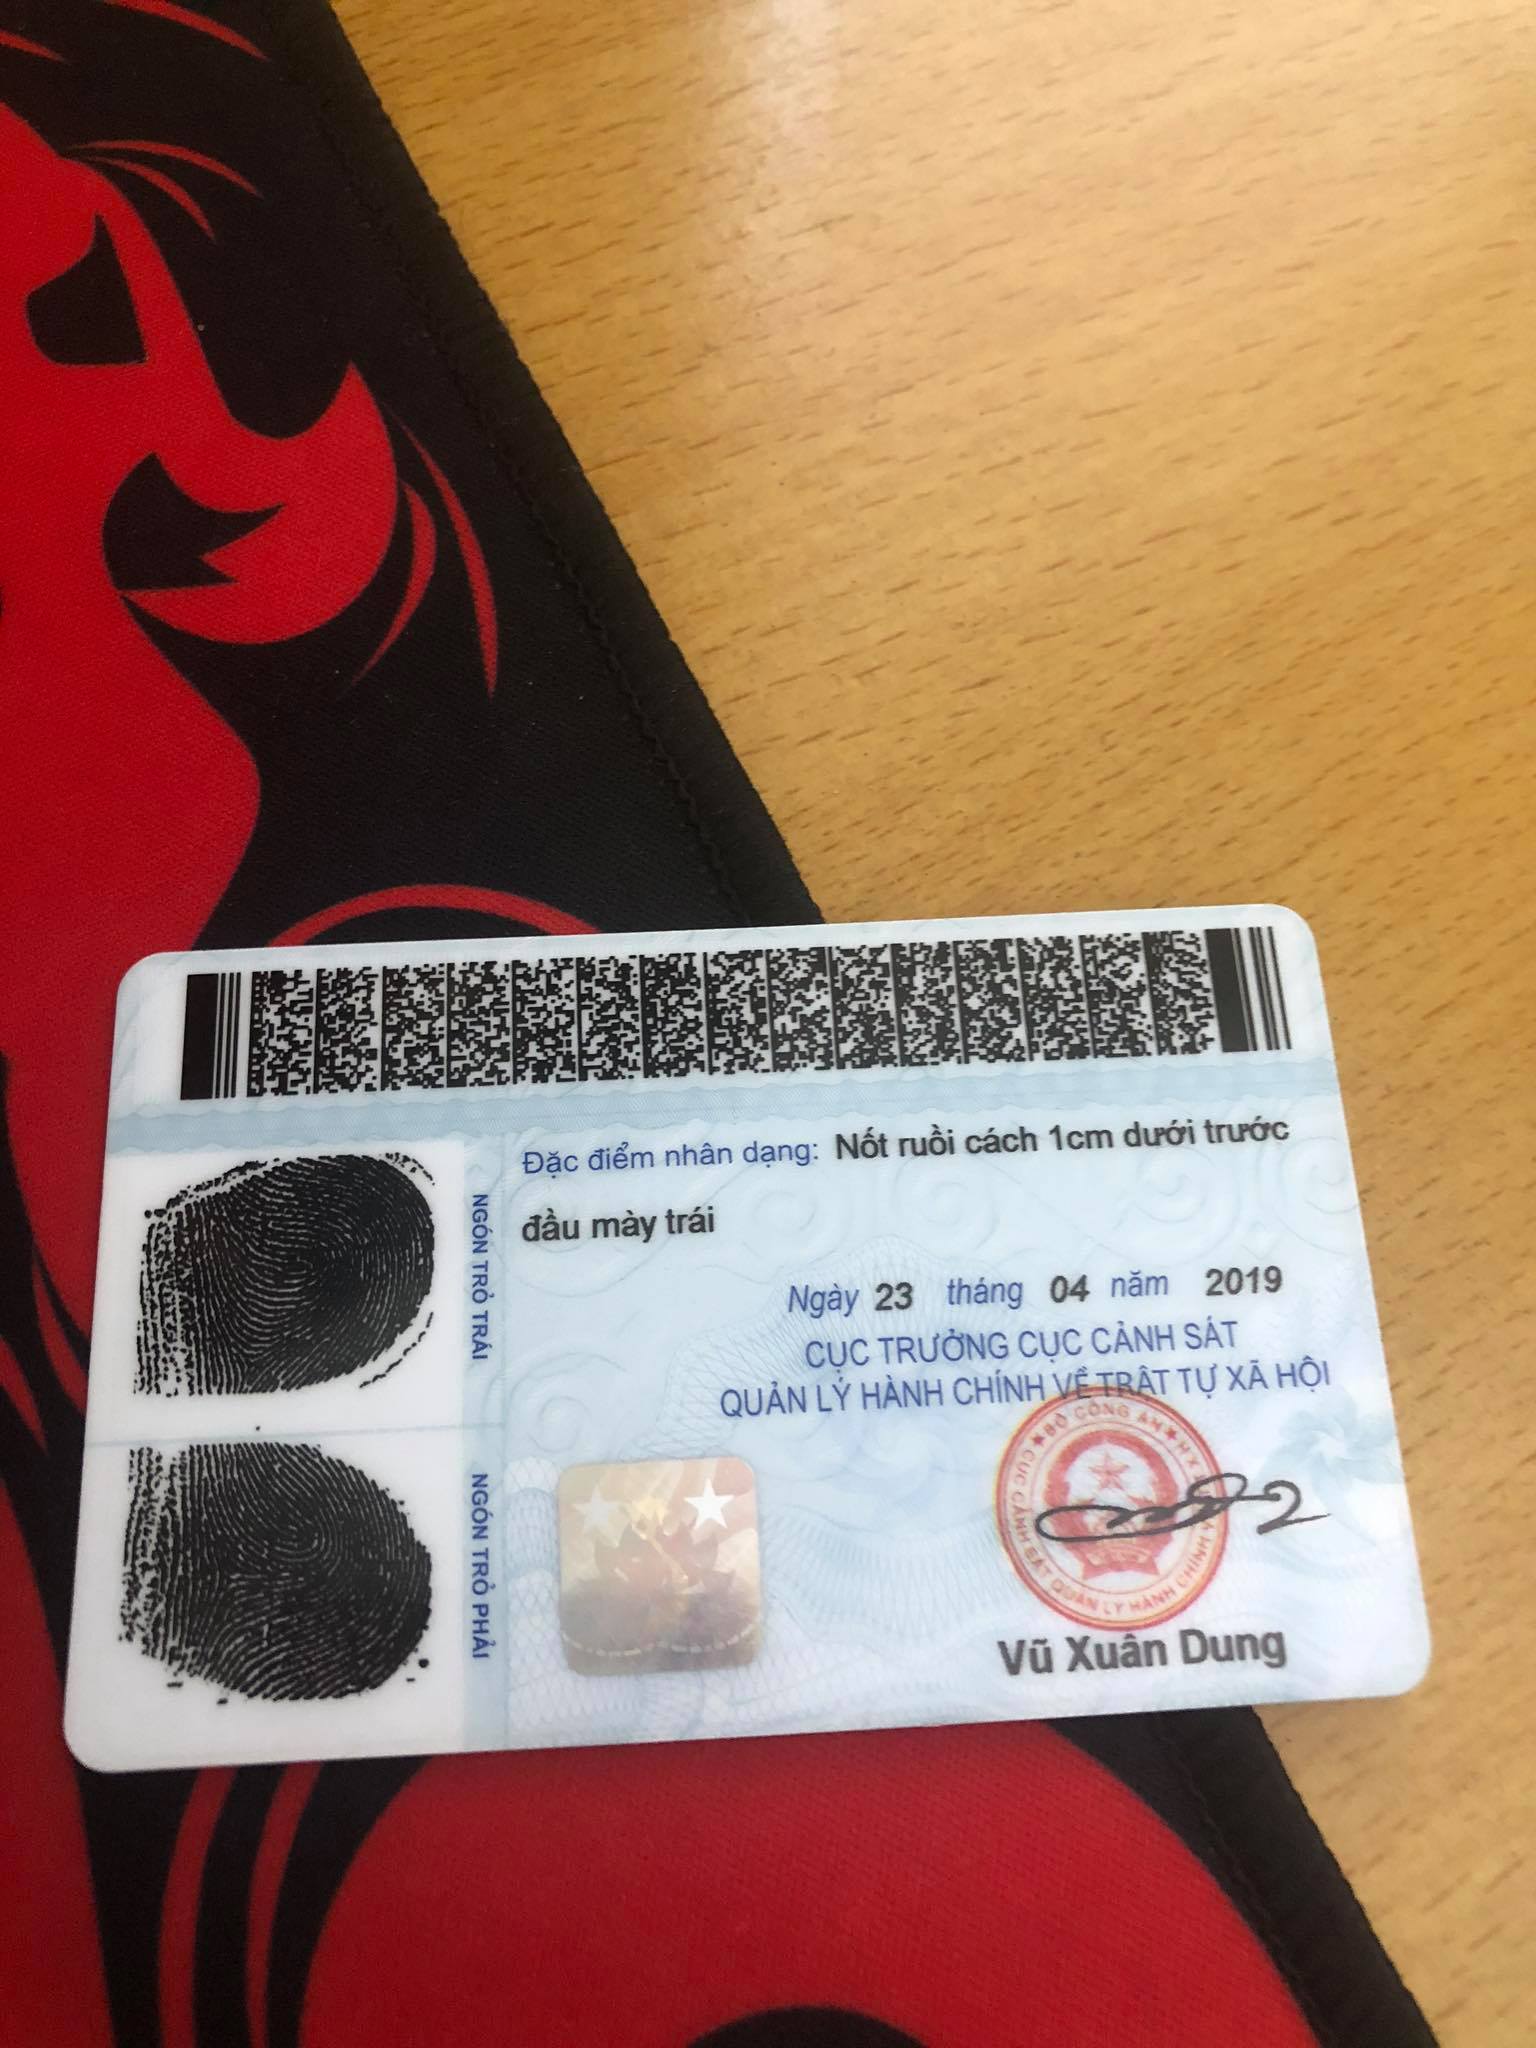 Đặc điểm nhân dạng: Nốt ruồi cách 1cm dưới trước
đầu mày trái
Ngày 23 tháng 04 năm 2019
CỤC TRƯỞNG CỤC CẢNH SÁT
QUẢN LÝ HÀNH CHÍNH VỀ TRẬT TỰ XÃ HỘI
BỘ CÔNG AN
CỤC CẢNH SÁT QUẢN LÝ HÀNH CHÍNH
Vũ Xuân Dung
NGÓN TRỎ TRÁI
NGÓN TRỎ PHẢI